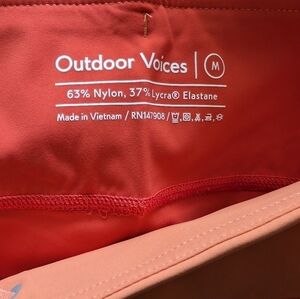 Outdoor Voices | M
63% Nylon, 37% Lycra® Elastane
Made in Vietnam / RN147908 /